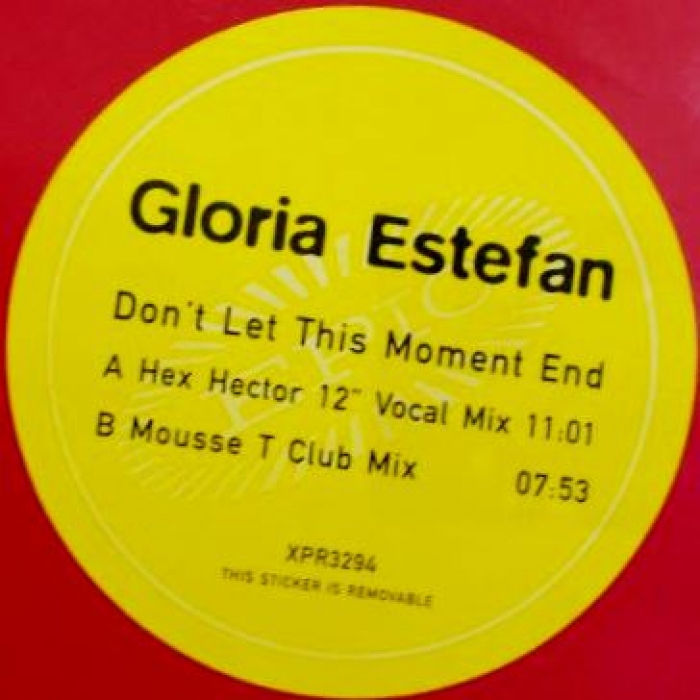 Gloria Estefan
Don't Let This Moment End
A Hex Hector 12" Vocal Mix 11:01
B Mousse T Club Mix 07:53
EPIC
XPR3294
THIS STICKER IS REMOVABLE